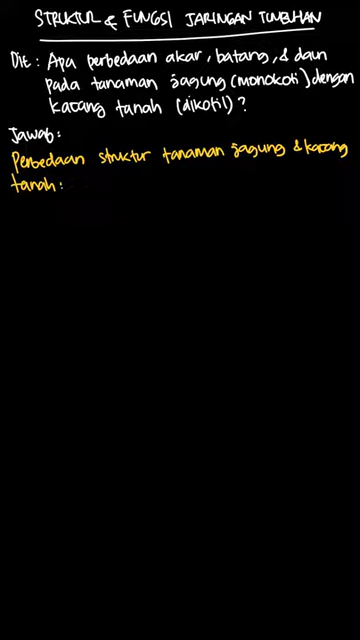 STRUKTUR & FUNGSI JARINGAN TUMBUHAN
Dit : Apa perbedaan akar, batang, & daun
pada tanaman jagung (monokotil) dengan
kacang tanah (dikotil) ?
Jawab :
Perbedaan struktur tanaman jagung & kacang
tanah :